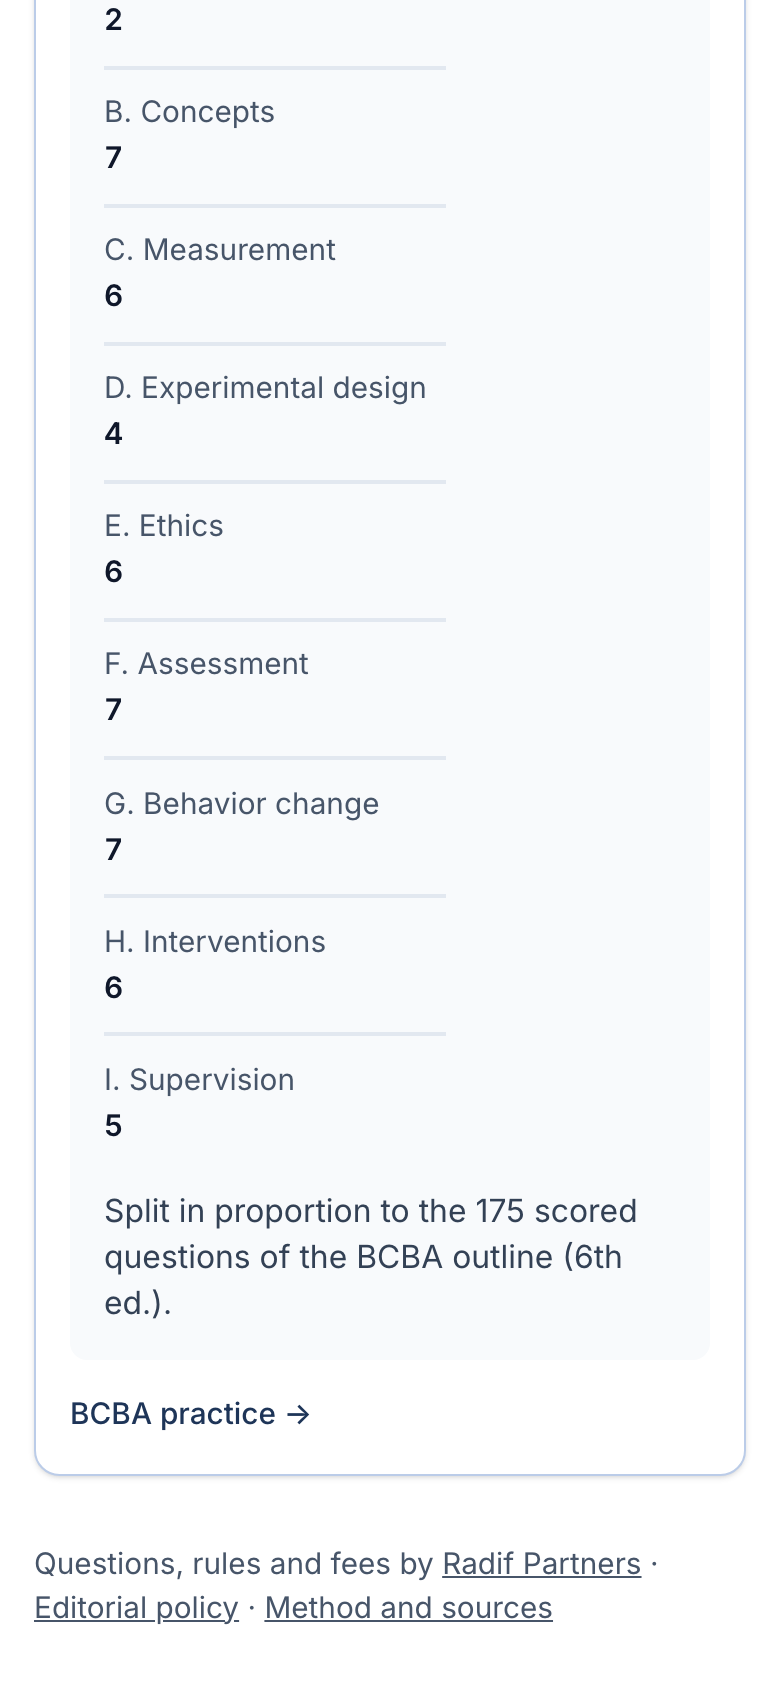 2
B. Concepts
7
C. Measurement
6
D. Experimental design
4
E. Ethics
6
F. Assessment
7
G. Behavior change
7
H. Interventions
6
I. Supervision
5
Split in proportion to the 175 scored
questions of the BCBA outline (6th
ed.).
BCBA practice →
Questions, rules and fees by Radif Partners ·
Editorial policy · Method and sources